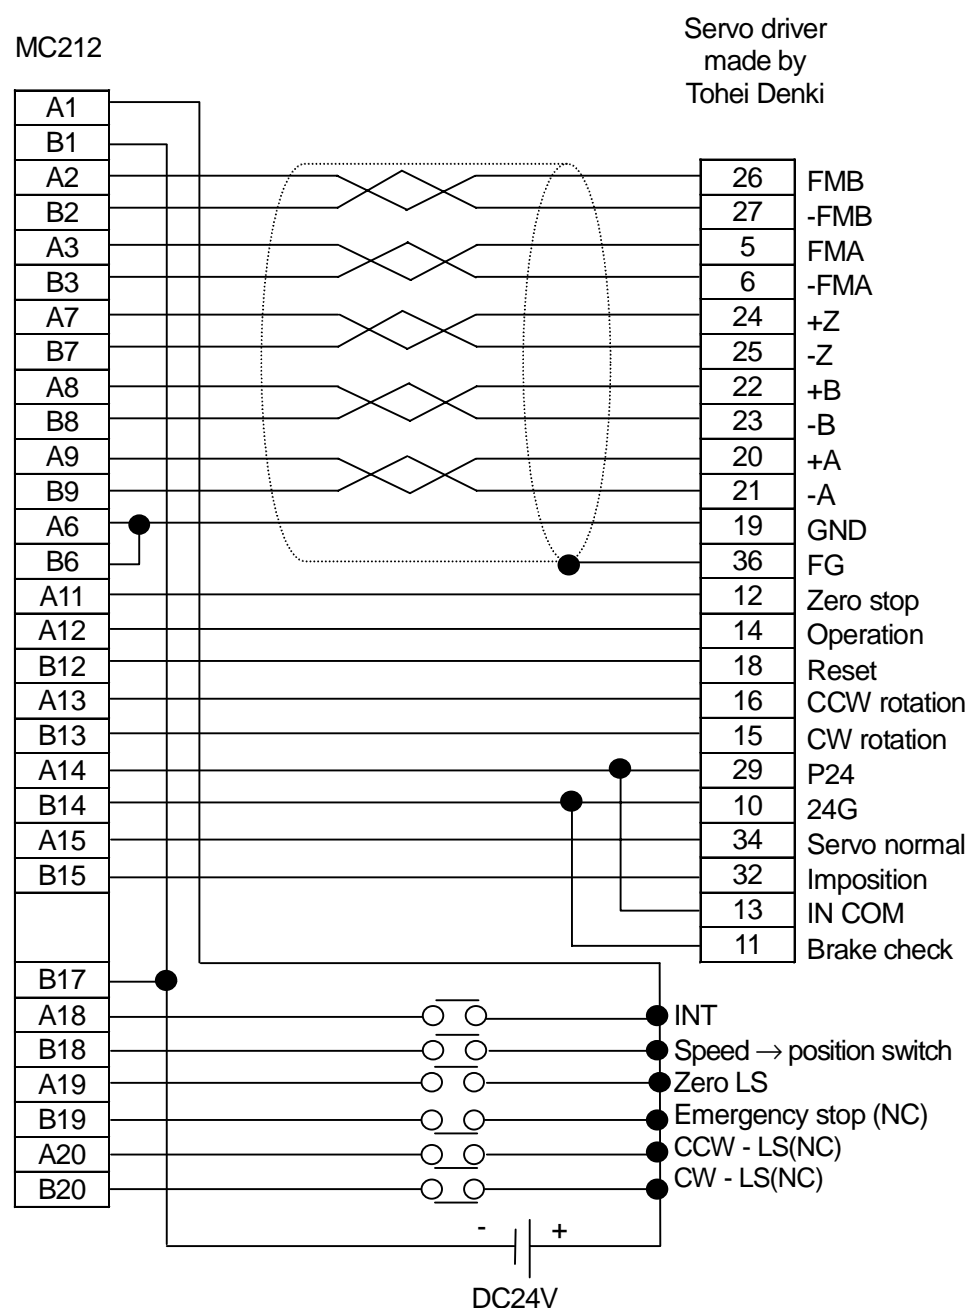 MC212
Servo driver
made by
Tohei Denki
A1
B1
A2 26 FMB
B2 27 -FMB
A3 5 FMA
B3 6 -FMA
A7 24 +Z
B7 25 -Z
A8 22 +B
B8 23 -B
A9 20 +A
B9 21 -A
A6 19 GND
B6 36 FG
A11 12 Zero stop
A12 14 Operation
B12 18 Reset
A13 16 CCW rotation
B13 15 CW rotation
A14 29 P24
B14 10 24G
A15 34 Servo normal
B15 32 Imposition
13 IN COM
11 Brake check
B17
A18 INT
B18 Speed → position switch
A19 Zero LS
B19 Emergency stop (NC)
A20 CCW - LS(NC)
B20 CW - LS(NC)
- +
DC24V